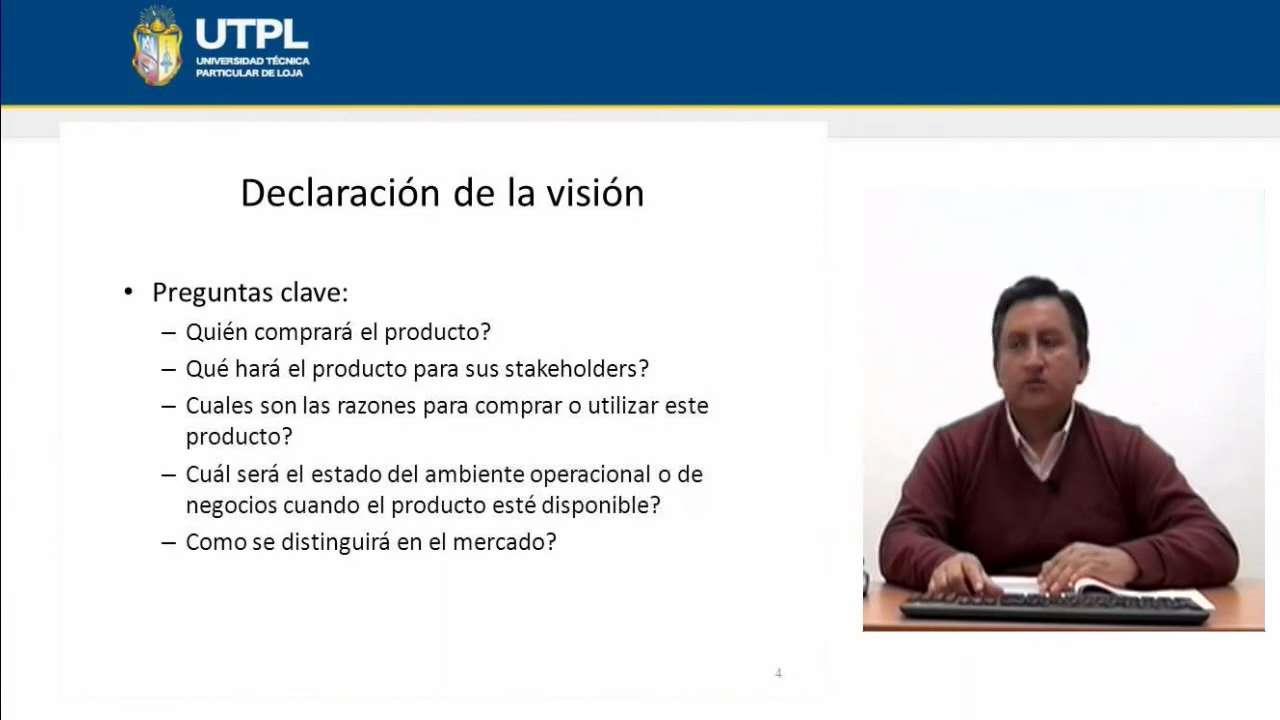 UTPL
UNIVERSIDAD TÉCNICA
PARTICULAR DE LOJA
Declaración de la visión
• Preguntas clave:
– Quién comprará el producto?
– Qué hará el producto para sus stakeholders?
– Cuales son las razones para comprar o utilizar este
producto?
– Cuál será el estado del ambiente operacional o de
negocios cuando el producto esté disponible?
– Como se distinguirá en el mercado?
4